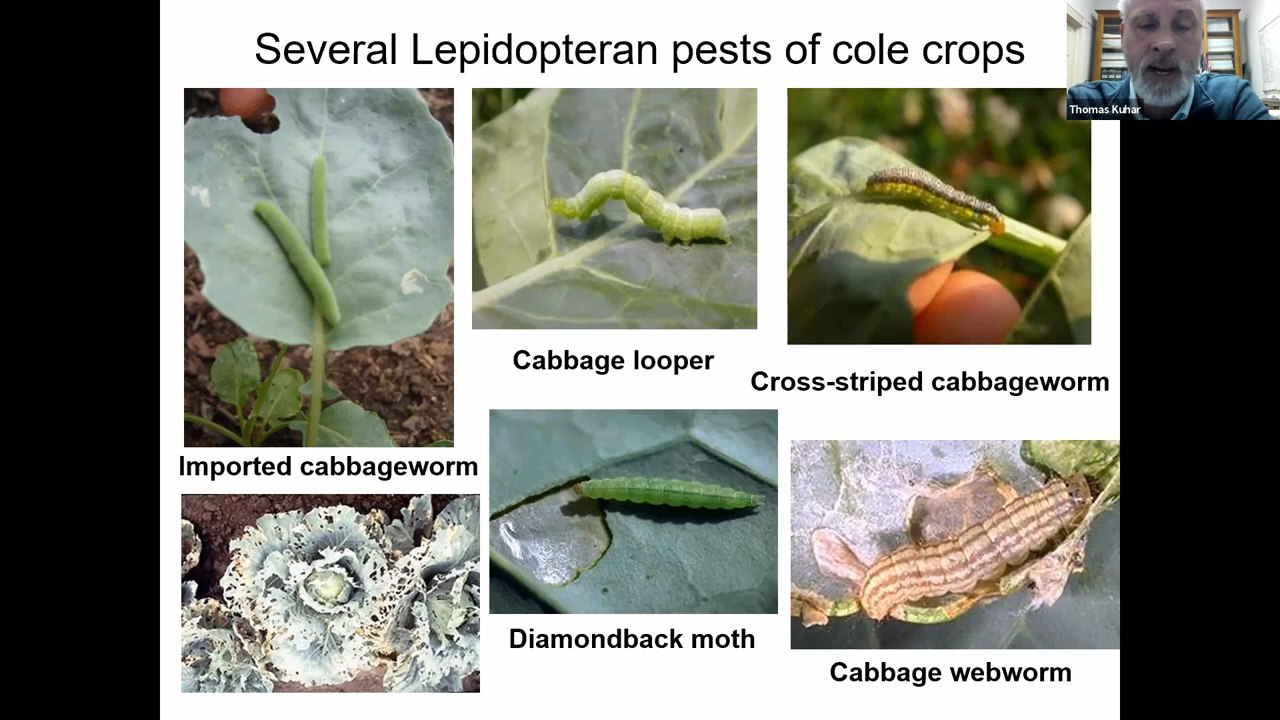 Several Lepidopteran pests of cole crops
Thomas Kuhar
Cabbage looper
Cross-striped cabbageworm
Imported cabbageworm
Diamondback moth
Cabbage webworm